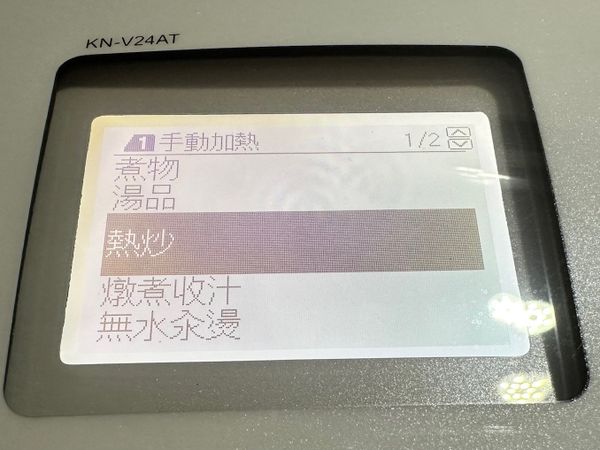 KN-V24AT
1 手動加熱 1/2
煮物
湯品
熱炒
燉煮收汁
無水汆燙